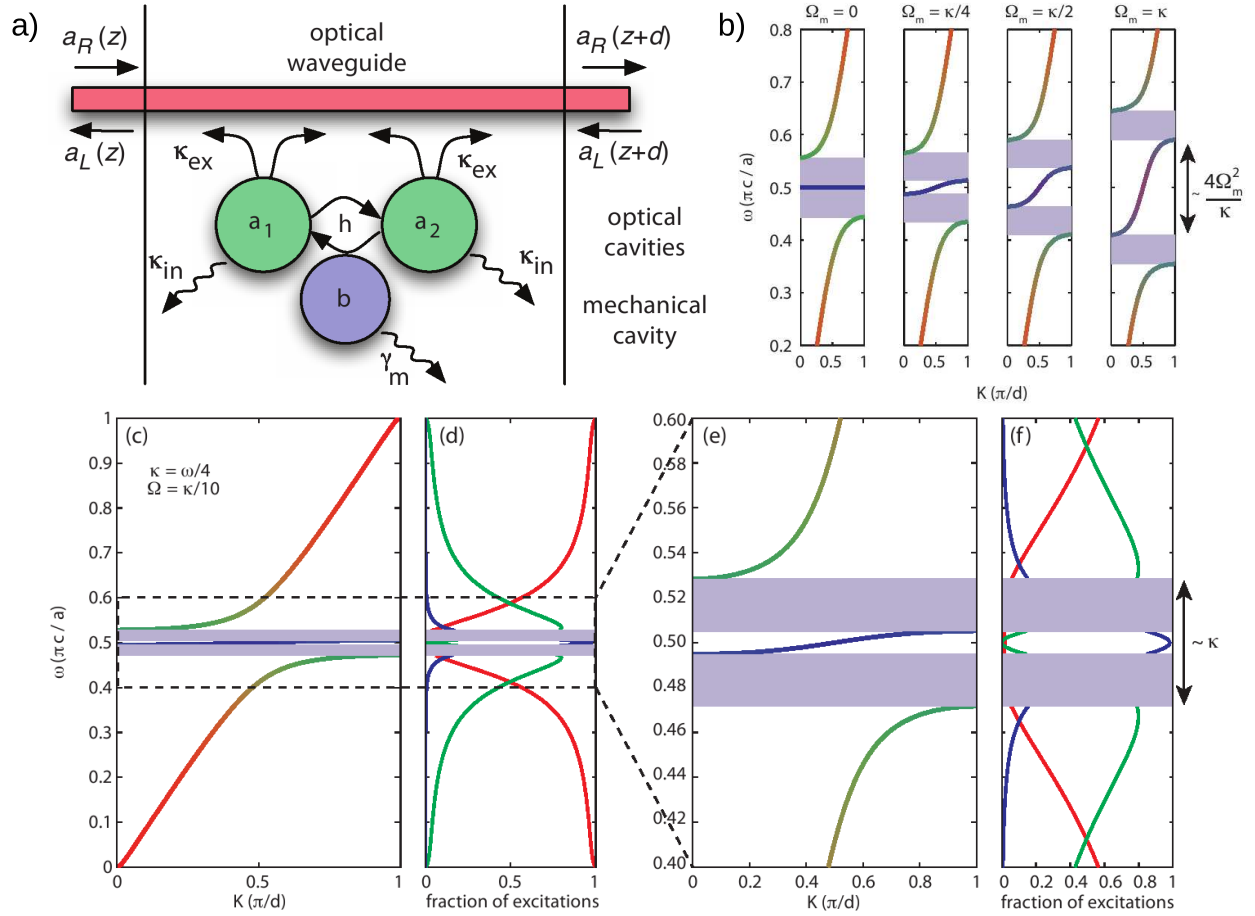 a)
a_R(z)
optical
waveguide
a_R(z+d)
a_L(z)
a_L(z+d)
κ_ex
κ_ex
a_1
h
a_2
κ_in
κ_in
b
γ_m
optical
cavities
mechanical
cavity
b)
Ω_m = 0
Ω_m = κ/4
Ω_m = κ/2
Ω_m = κ
ω (π c / a)
0.8
0.7
0.6
0.5
0.4
0.3
0.2
0 0.5 1
0 0.5 1
0 0.5 1
0 0.5 1
K (π/d)
~ 4Ω_m^2/κ
(c)
κ = ω/4
Ω = κ/10
ω (π c / a)
1
0.9
0.8
0.7
0.6
0.5
0.4
0.3
0.2
0.1
0
0 0.5 1
K (π/d)
(d)
0 0.5 1
fraction of excitations
(e)
0.60
0.58
0.56
0.54
0.52
0.50
0.48
0.46
0.44
0.42
0.40
0 0.2 0.4 0.6 0.8 1
K (π/d)
(f)
0 0.2 0.4 0.6 0.8 1
fraction of excitations
~ κ